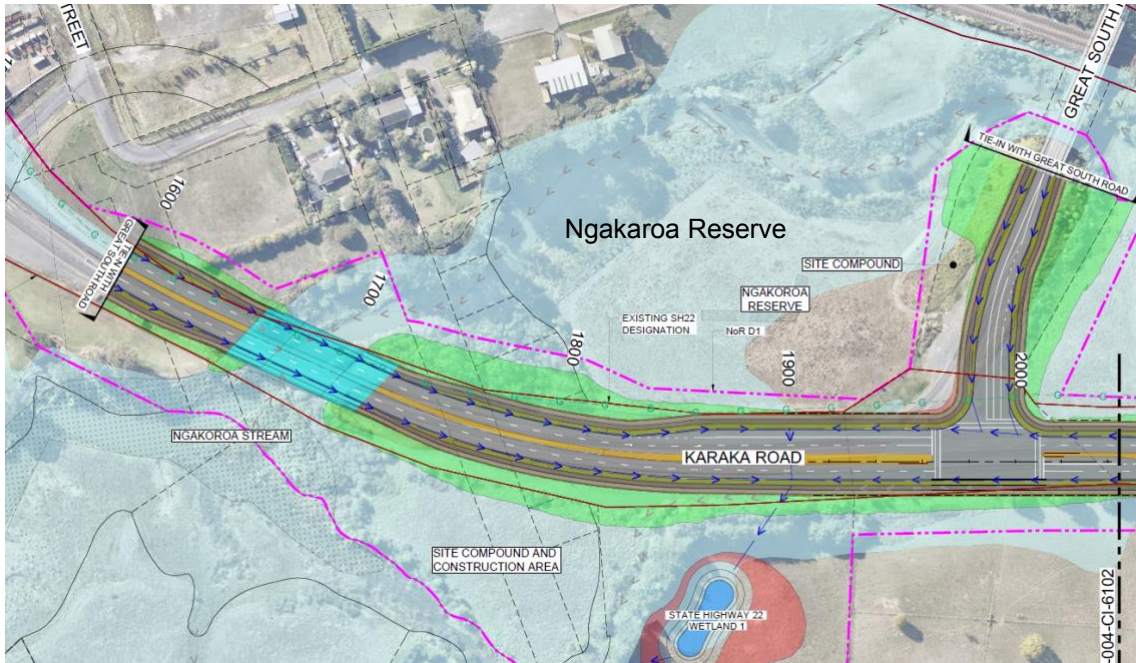 STREET
GREAT SOUTH
TIE-IN WITH GREAT SOUTH ROAD
1600
TIE-IN WITH
GREAT SOUTH ROAD
Ngakaroa Reserve
SITE COMPOUND
1700
NGAKOROA
RESERVE
EXISTING SH22
DESIGNATION
NoR D1
1800
1900
2000
G G G G G G G G
NGAKOROA STREAM
KARAKA ROAD
SITE COMPOUND AND
CONSTRUCTION AREA
STATE HIGHWAY 22
WETLAND 1
-004-CI-6102